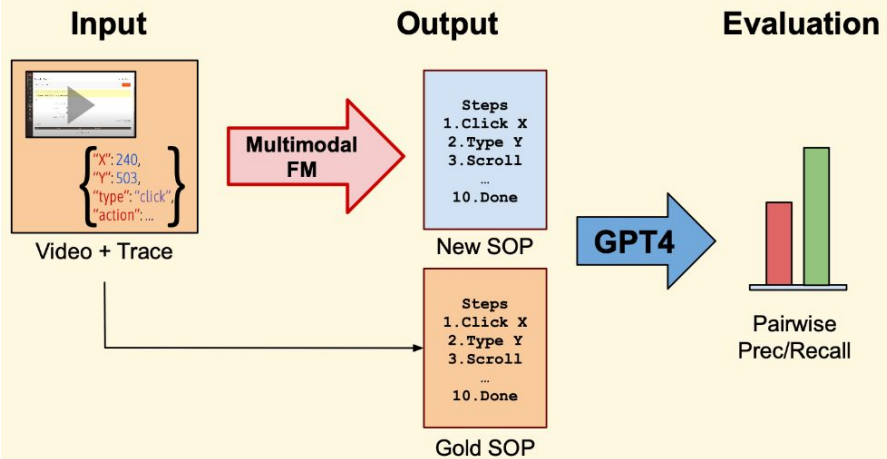 Input
Output
Evaluation
{"X": 240,
"Y": 503,
"type": "click",
"action": ...}
Video + Trace
Multimodal
FM
Steps
1.Click X
2.Type Y
3.Scroll
…
10.Done
New SOP
GPT4
Steps
1.Click X
2.Type Y
3.Scroll
…
10.Done
Gold SOP
Pairwise
Prec/Recall